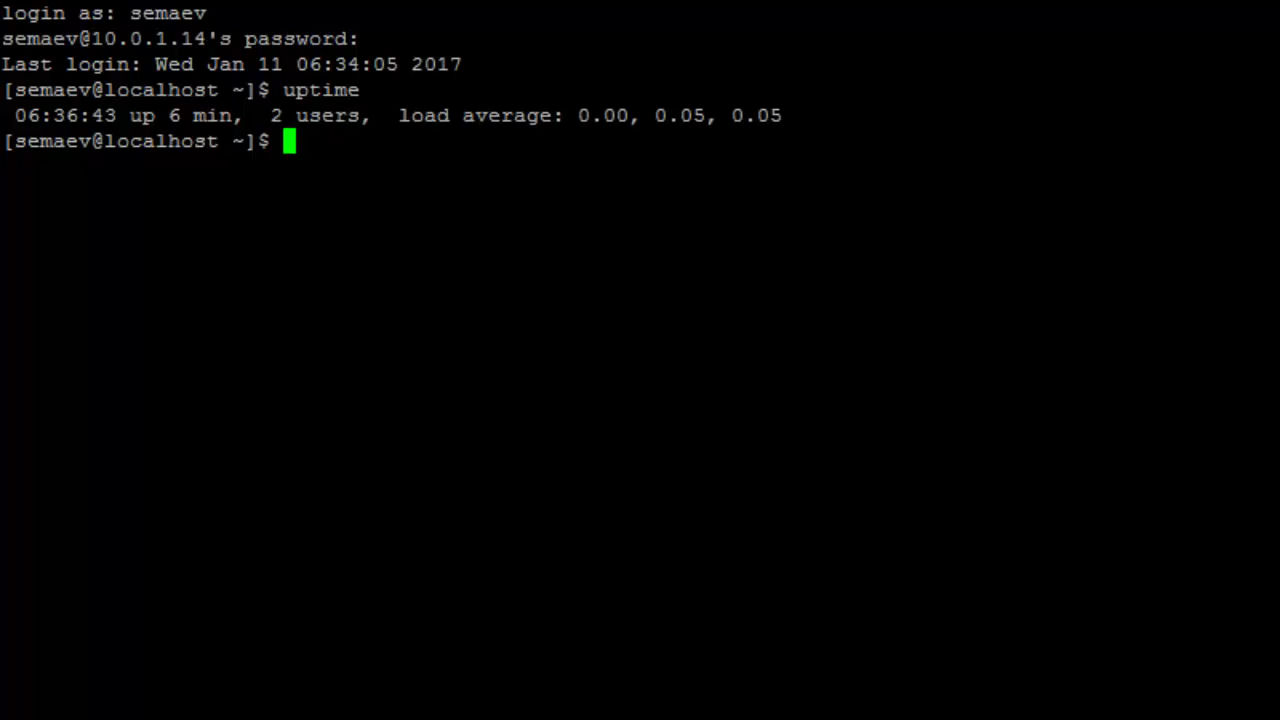 login as: semaev
semaev@10.0.1.14's password:
Last login: Wed Jan 11 06:34:05 2017
[semaev@localhost ~]$ uptime
 06:36:43 up 6 min,  2 users,  load average: 0.00, 0.05, 0.05
[semaev@localhost ~]$